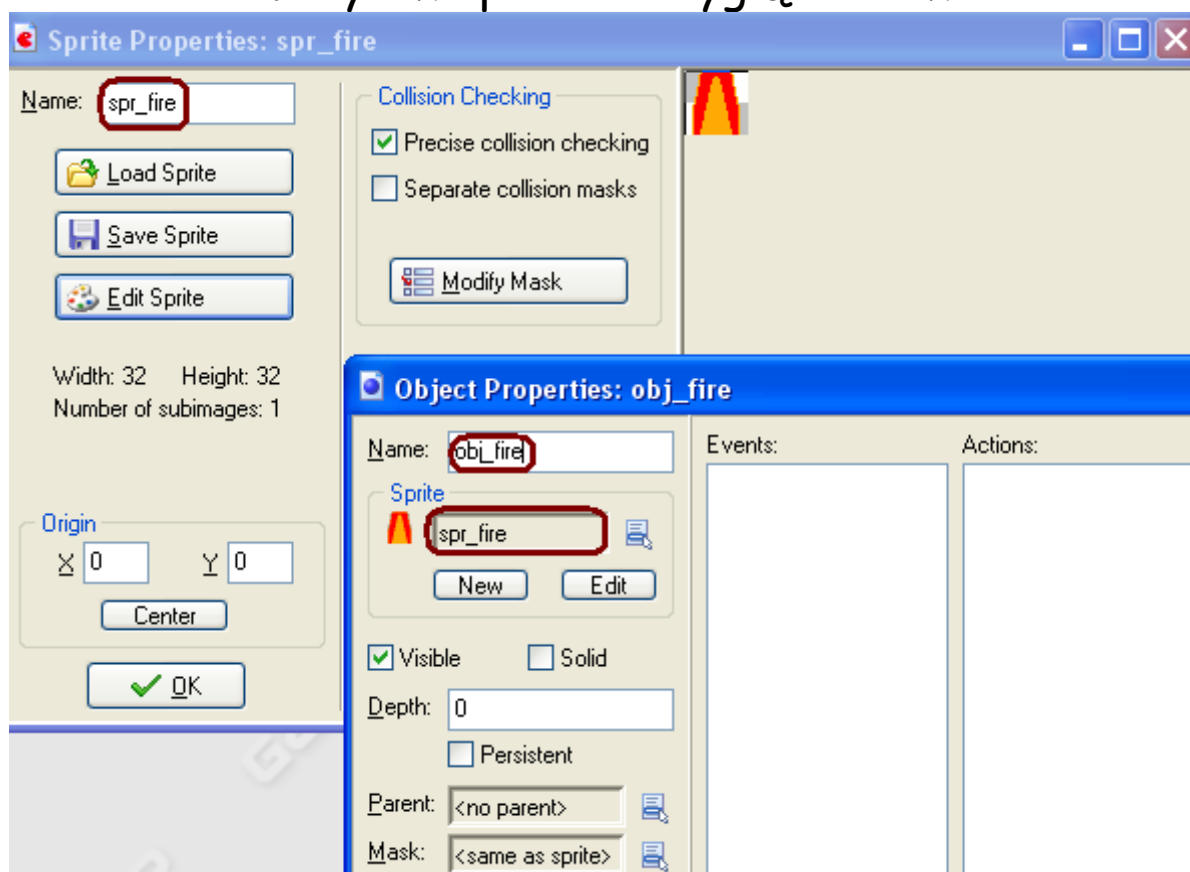 Sprite Properties: spr_fire
Name: spr_fire
Load Sprite
Save Sprite
Edit Sprite
Width: 32 Height: 32
Number of subimages: 1
Origin
X 0 Y 0
Center
OK
Collision Checking
Precise collision checking
Separate collision masks
Modify Mask
Object Properties: obj_fire
Name: obj_fire
Sprite
spr_fire
New Edit
Visible Solid
Depth: 0
Persistent
Parent: <no parent>
Mask: <same as sprite>
Events:
Actions: